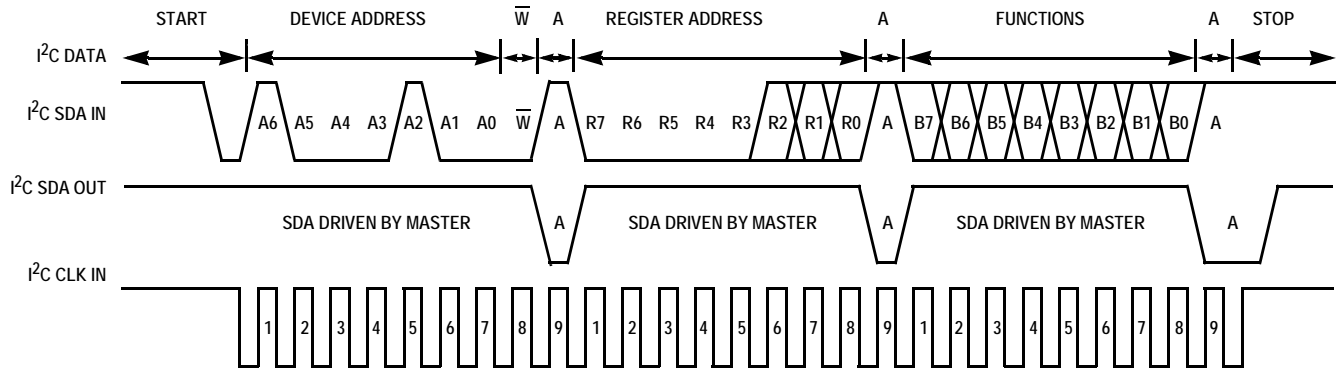 START DEVICE ADDRESS W̅ A REGISTER ADDRESS A FUNCTIONS A STOP
I²C DATA
I²C SDA IN A6 A5 A4 A3 A2 A1 A0 W̅ A R7 R6 R5 R4 R3 R2 R1 R0 A B7 B6 B5 B4 B3 B2 B1 B0 A
I²C SDA OUT
SDA DRIVEN BY MASTER A SDA DRIVEN BY MASTER A SDA DRIVEN BY MASTER A
I²C CLK IN
1 2 3 4 5 6 7 8 9 1 2 3 4 5 6 7 8 9 1 2 3 4 5 6 7 8 9